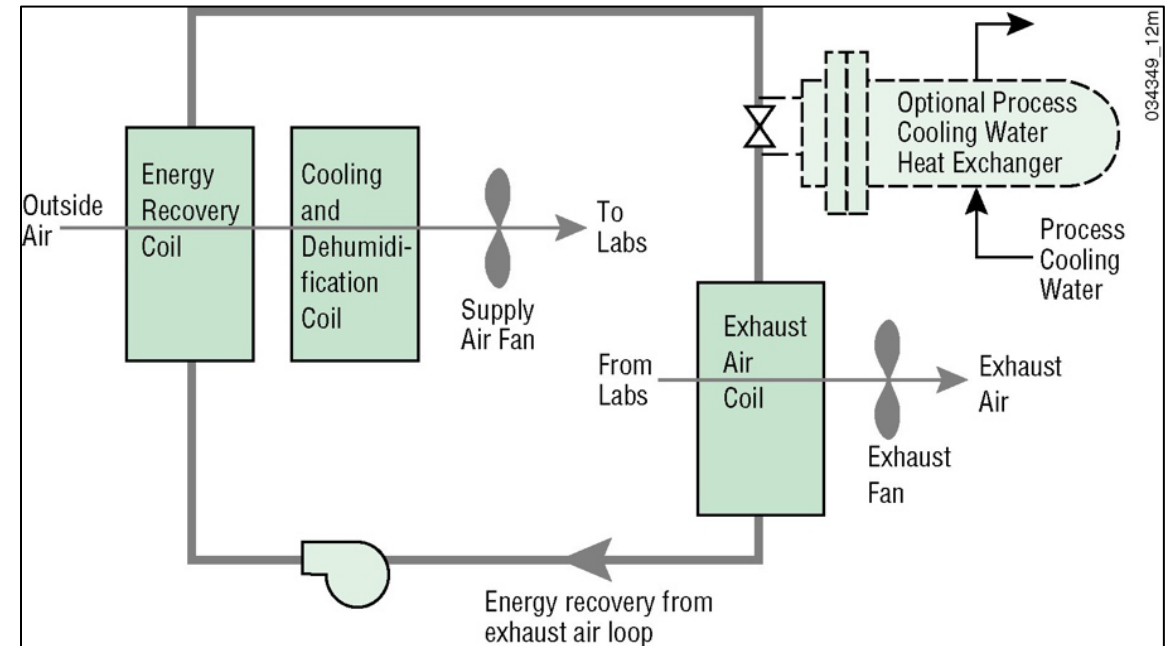 034349_12m
Optional Process
Cooling Water
Heat Exchanger
Energy
Recovery
Coil
Cooling
and
Dehumidi-
fication
Coil
Outside
Air
To
Labs
Process
Cooling
Water
Supply
Air Fan
Exhaust
Air
Coil
From
Labs
Exhaust
Air
Exhaust
Fan
Energy recovery from
exhaust air loop